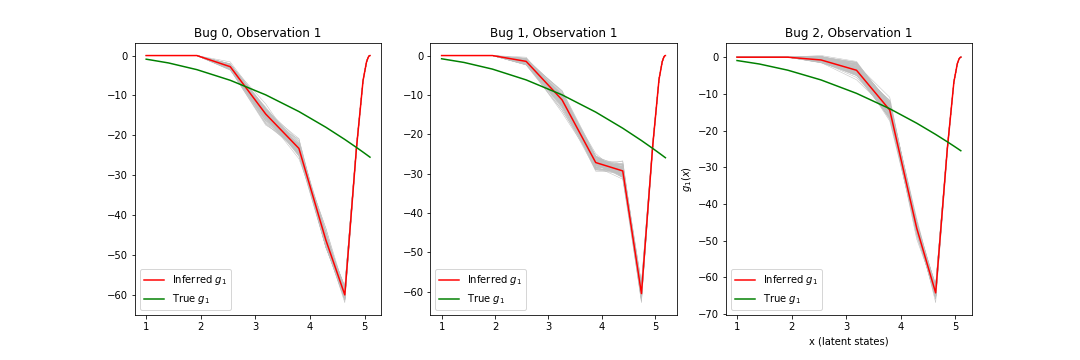 Bug 0, Observation 1
0
−10
−20
−30
−40
−50
−60
1 2 3 4 5
Inferred g₁
True g₁
Bug 1, Observation 1
0
−10
−20
−30
−40
−50
−60
1 2 3 4 5
Inferred g₁
True g₁
Bug 2, Observation 1
g₁(x)
0
−10
−20
−30
−40
−50
−60
−70
1 2 3 4 5
x (latent states)
Inferred g₁
True g₁